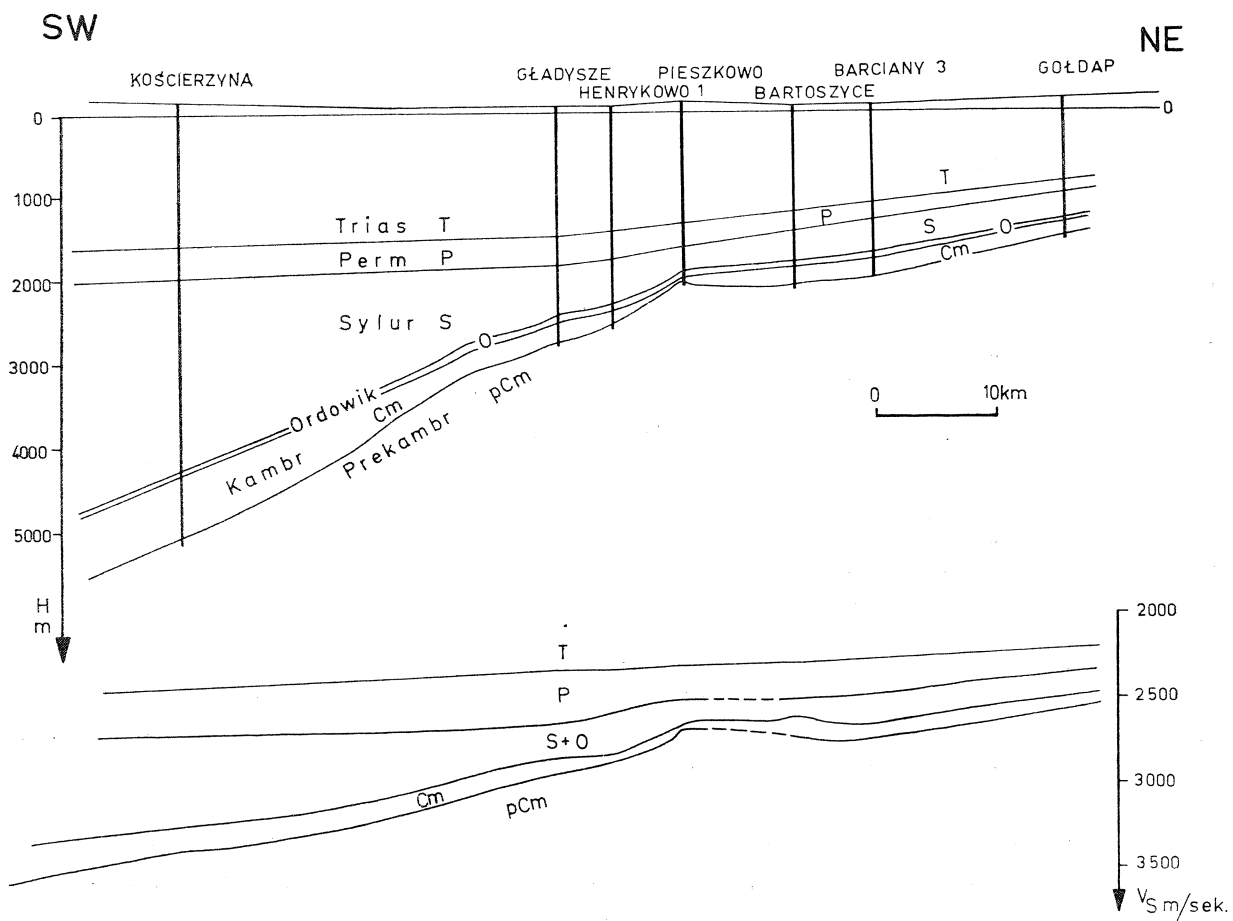 SW
NE
KOŚCIERZYNA
GŁADYSZE
HENRYKOWO 1
PIESZKOWO
BARTOSZYCE
BARCIANY 3
GOŁDAP
0
0
1000
2000
3000
4000
5000
H
m
Trias T
Perm P
Sylur S
Ordowik
O
Kambr
Cm
Prekambr pCm
T
P
S
O
Cm
0 10km
T
P
S+O
Cm
pCm
2000
2500
3000
3500
VS m/sek.